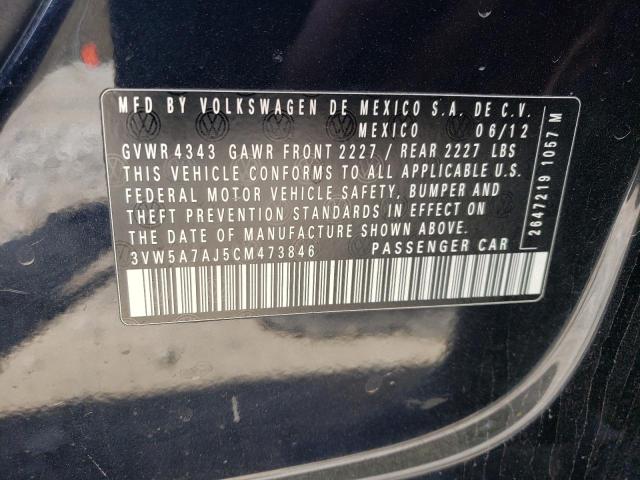 MFD BY VOLKSWAGEN DE MEXICO S.A. DE C.V.
MEXICO 06/12
GVWR 4343 GAWR FRONT 2227 / REAR 2227 LBS
THIS VEHICLE CONFORMS TO ALL APPLICABLE U.S.
FEDERAL MOTOR VEHICLE SAFETY, BUMPER AND
THEFT PREVENTION STANDARDS IN EFFECT ON
THE DATE OF MANUFACTURE SHOWN ABOVE.
3VW5A7AJ5CM473846 PASSENGER CAR
2647219 1057 M